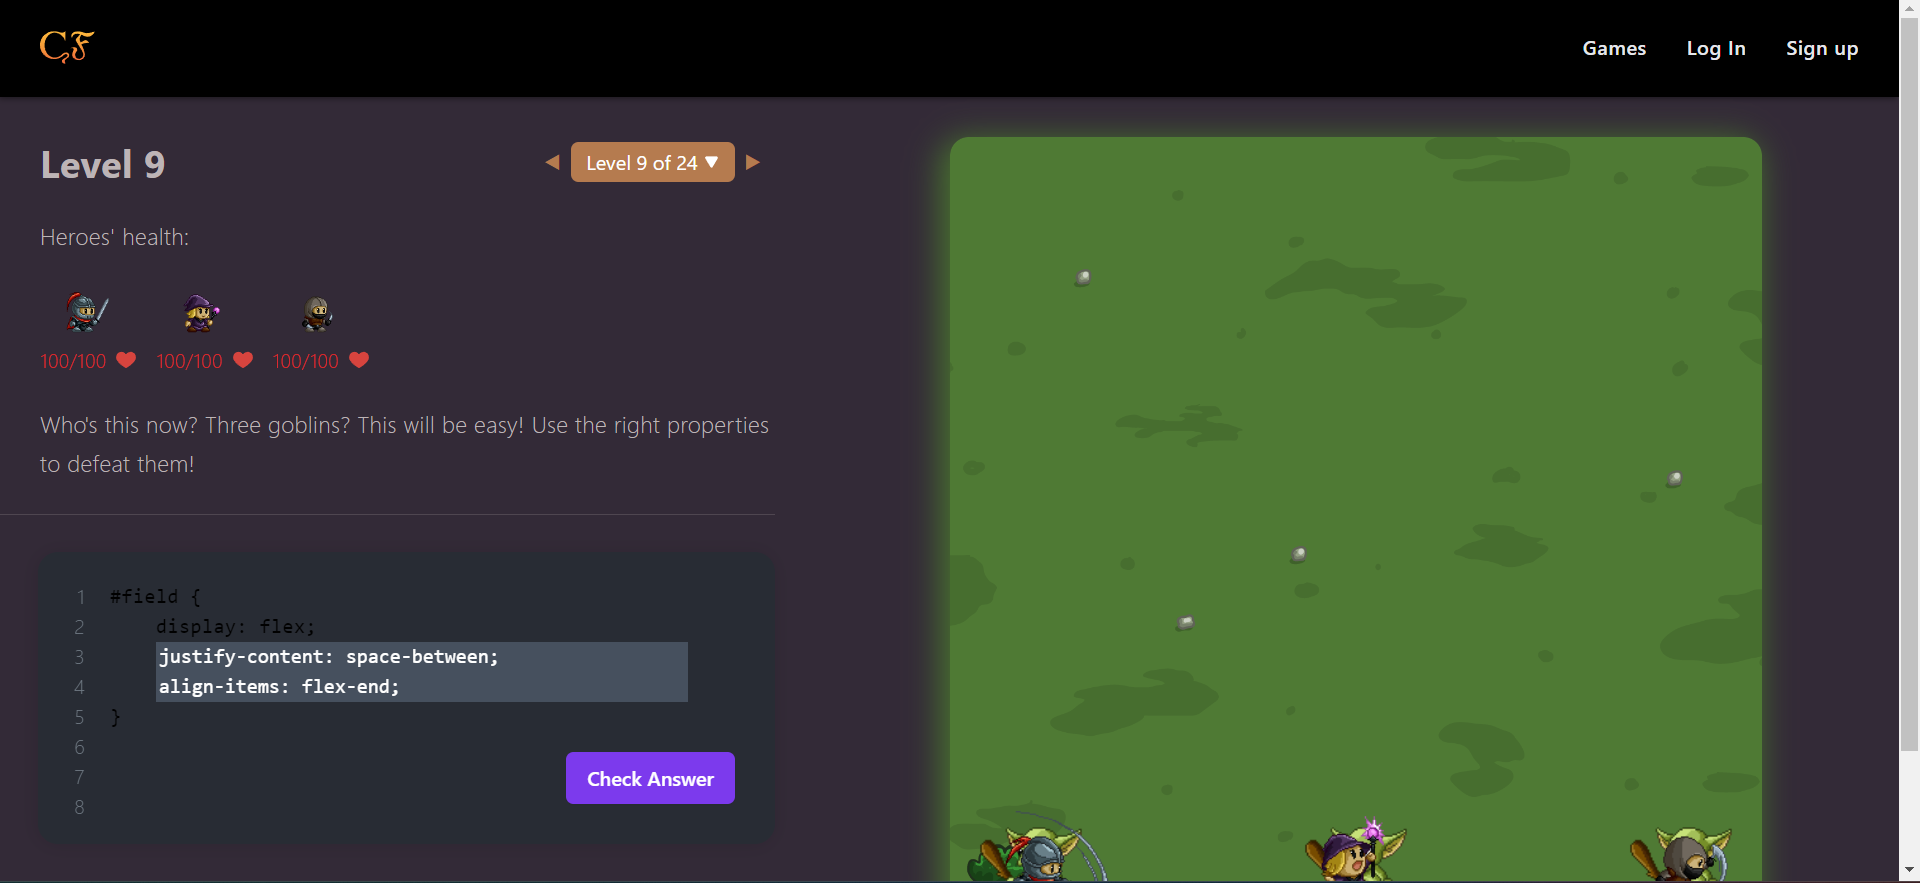 CF
Games
Log In
Sign up
Level 9
Level 9 of 24 ▼
Heroes' health:
100/100
100/100
100/100
Who's this now? Three goblins? This will be easy! Use the right properties
to defeat them!
1 #field {
2 display: flex;
3 justify-content: space-between;
4 align-items: flex-end;
5 }
6
7
8
Check Answer